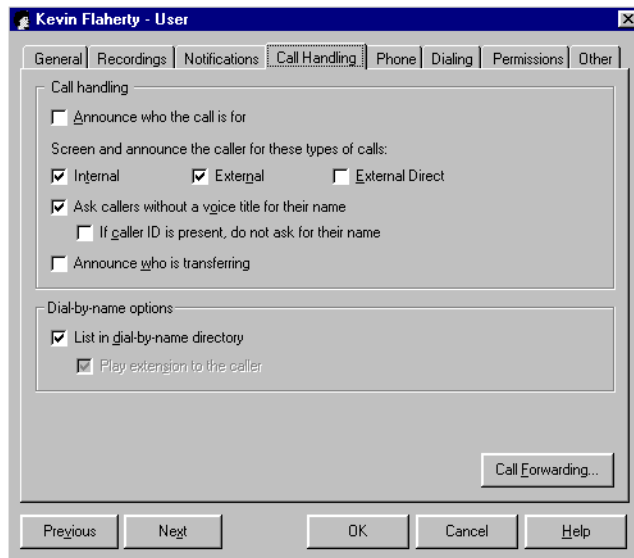 Kevin Flaherty - User
General Recordings Notifications Call Handling Phone Dialing Permissions Other
Call handling
Announce who the call is for
Screen and announce the caller for these types of calls:
Internal External External Direct
Ask callers without a voice title for their name
If caller ID is present, do not ask for their name
Announce who is transferring
Dial-by-name options
List in dial-by-name directory
Play extension to the caller
Call Forwarding...
Previous Next OK Cancel Help